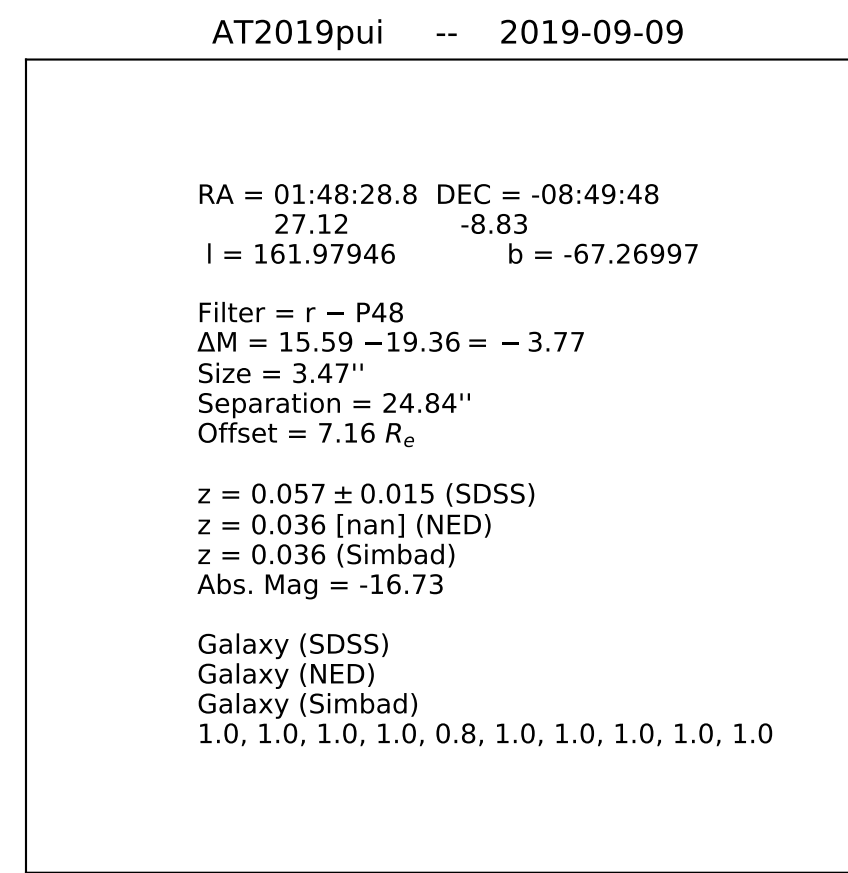 AT2019pui -- 2019-09-09
RA = 01:48:28.8 DEC = -08:49:48
27.12 -8.83
l = 161.97946 b = -67.26997
Filter = r − P48
ΔM = 15.59 −19.36 = − 3.77
Size = 3.47''
Separation = 24.84''
Offset = 7.16 Re
z = 0.057 ± 0.015 (SDSS)
z = 0.036 [nan] (NED)
z = 0.036 (Simbad)
Abs. Mag = -16.73
Galaxy (SDSS)
Galaxy (NED)
Galaxy (Simbad)
1.0, 1.0, 1.0, 1.0, 0.8, 1.0, 1.0, 1.0, 1.0, 1.0